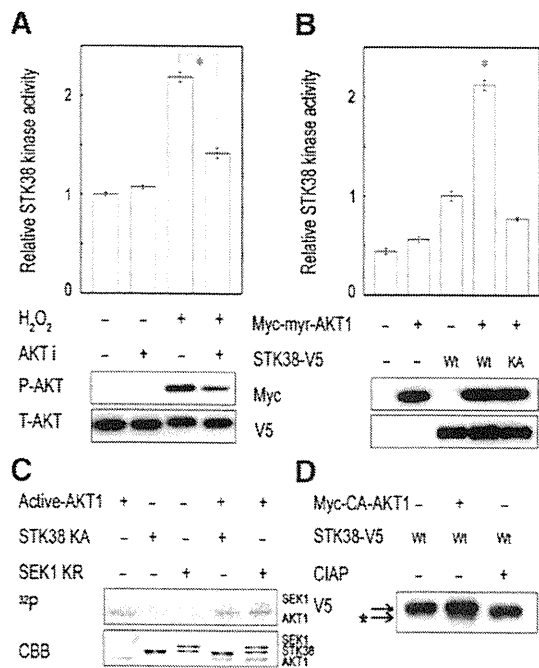 A
B
Relative STK38 kinase activity
2
1
0
*
Relative STK38 kinase activity
2
1
0
*
H₂O₂ - - + +
AKT i - + - +
P-AKT
T-AKT
Myc-myr-AKT1 - + - + +
STK38-V5 - - Wt Wt KA
Myc
V5
C
D
Active-AKT1 + - - + +
STK38 KA - + - + -
SEK1 KR - - + - +
³²P
SEK1
AKT1
CBB
SEK1
STK38
AKT1
Myc-CA-AKT1 - + -
STK38-V5 Wt Wt Wt
CIAP - - +
V5
*